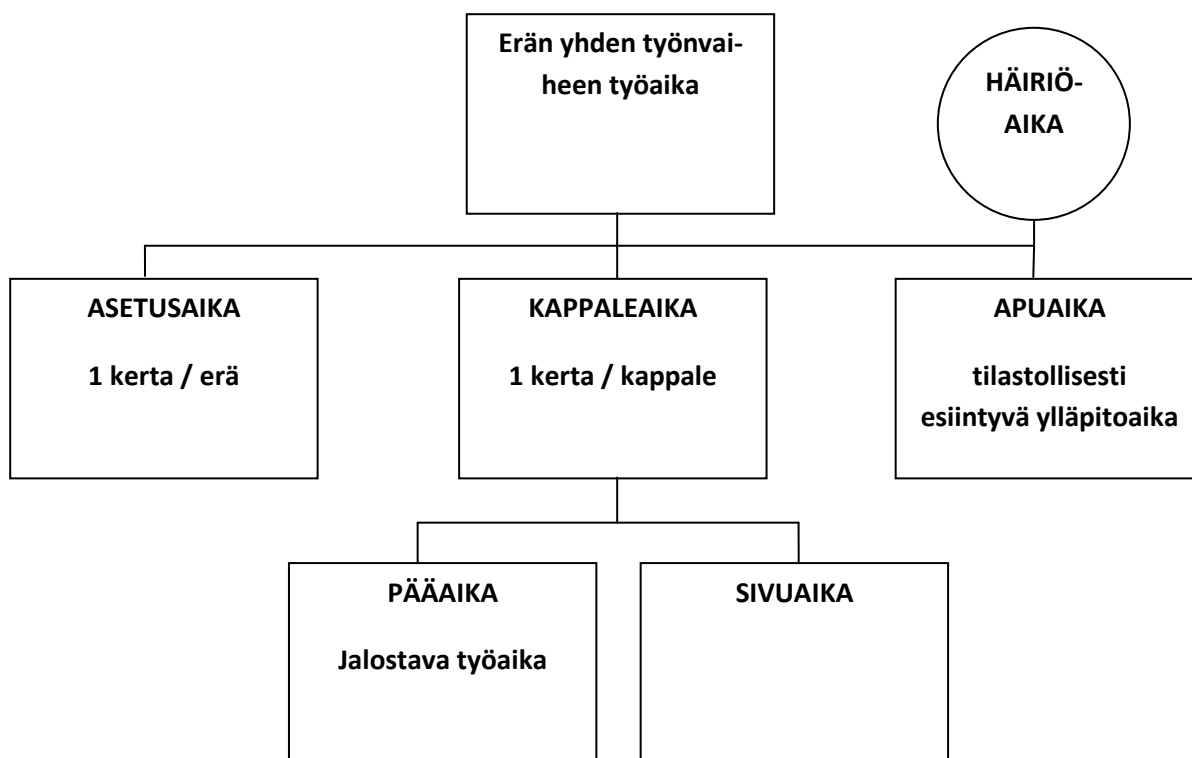 Erän yhden työnvai-
heen työaika
HÄIRIÖ-
AIKA
ASETUSAIKA
1 kerta / erä
KAPPALEAIKA
1 kerta / kappale
APUAIKA
tilastollisesti
esiintyvä ylläpitoaika
PÄÄAIKA
Jalostava työaika
SIVUAIKA